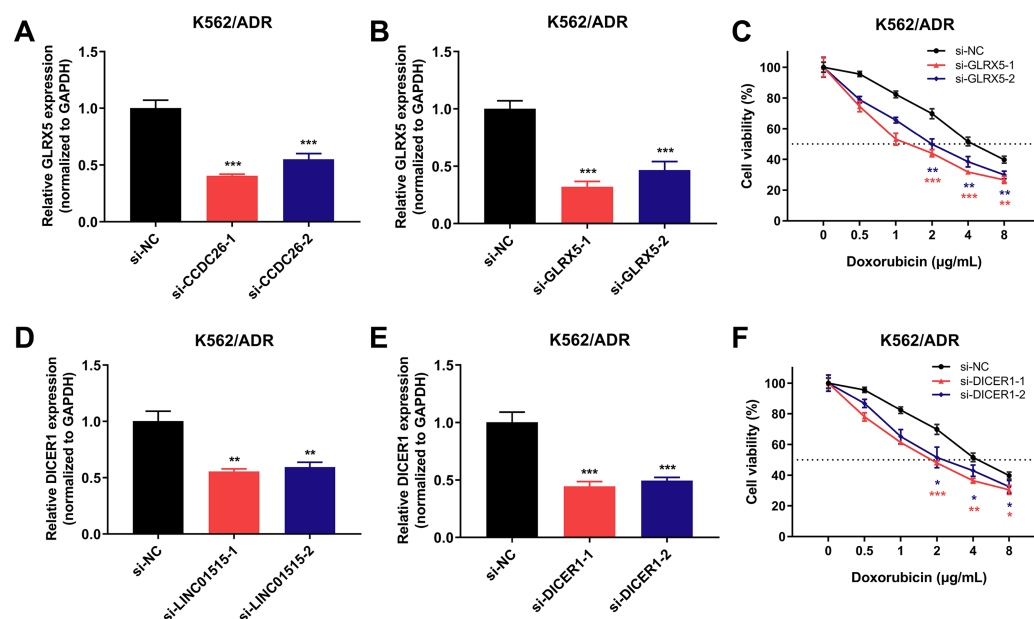 A
K562/ADR
Relative GLRX5 expression
(normalized to GAPDH)
1.5
1.0
0.5
0.0
***
***
si-NC
si-CCDC26-1
si-CCDC26-2
B
K562/ADR
Relative GLRX5 expression
(normalized to GAPDH)
1.5
1.0
0.5
0.0
***
***
si-NC
si-GLRX5-1
si-GLRX5-2
C
K562/ADR
si-NC
si-GLRX5-1
si-GLRX5-2
Cell viability (%)
100
80
60
40
20
0
** ** **
*** *** **
0 0.5 1 2 4 8
Doxorubicin (μg/mL)
D
K562/ADR
Relative DICER1 expression
(normalized to GAPDH)
1.5
1.0
0.5
0.0
**
**
si-NC
si-LINC01515-1
si-LINC01515-2
E
K562/ADR
Relative DICER1 expression
(normalized to GAPDH)
1.5
1.0
0.5
0.0
***
***
si-NC
si-DICER1-1
si-DICER1-2
F
K562/ADR
si-NC
si-DICER1-1
si-DICER1-2
Cell viability (%)
100
80
60
40
20
0
* * *
*** ** *
0 0.5 1 2 4 8
Doxorubicin (μg/mL)